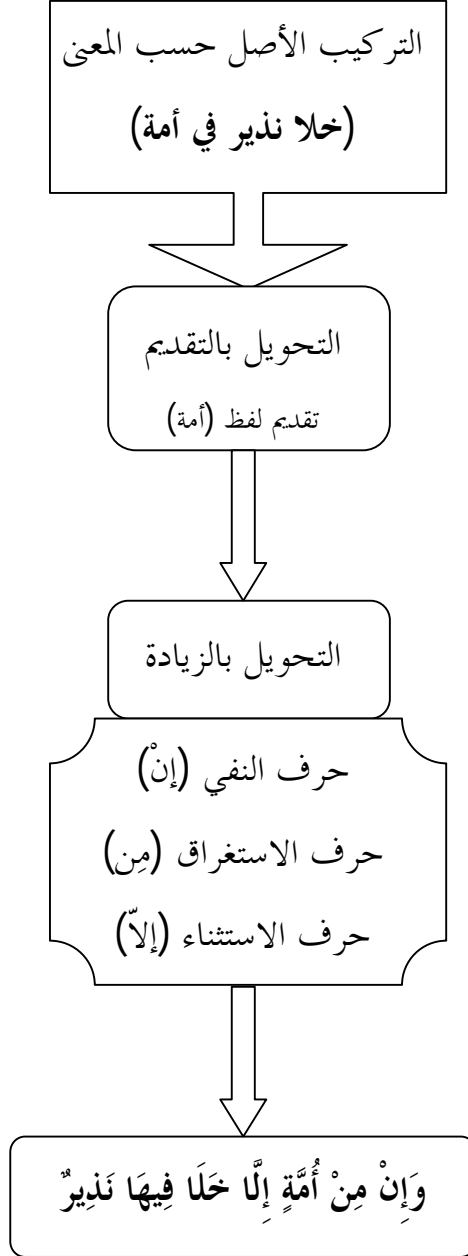 التركيب الأصل حسب المعنى
(خلا نذير في أمة)
التحويل بالتقديم
تقديم لفظ (أمة)
التحويل بالزيادة
حرف النفي (إنْ)
حرف الاستغراق (مِن)
حرف الاستثناء (إلاّ)
وَإِنْ مِنْ أُمَّةٍ إِلَّا خَلَا فِيهَا نَذِيرٌ